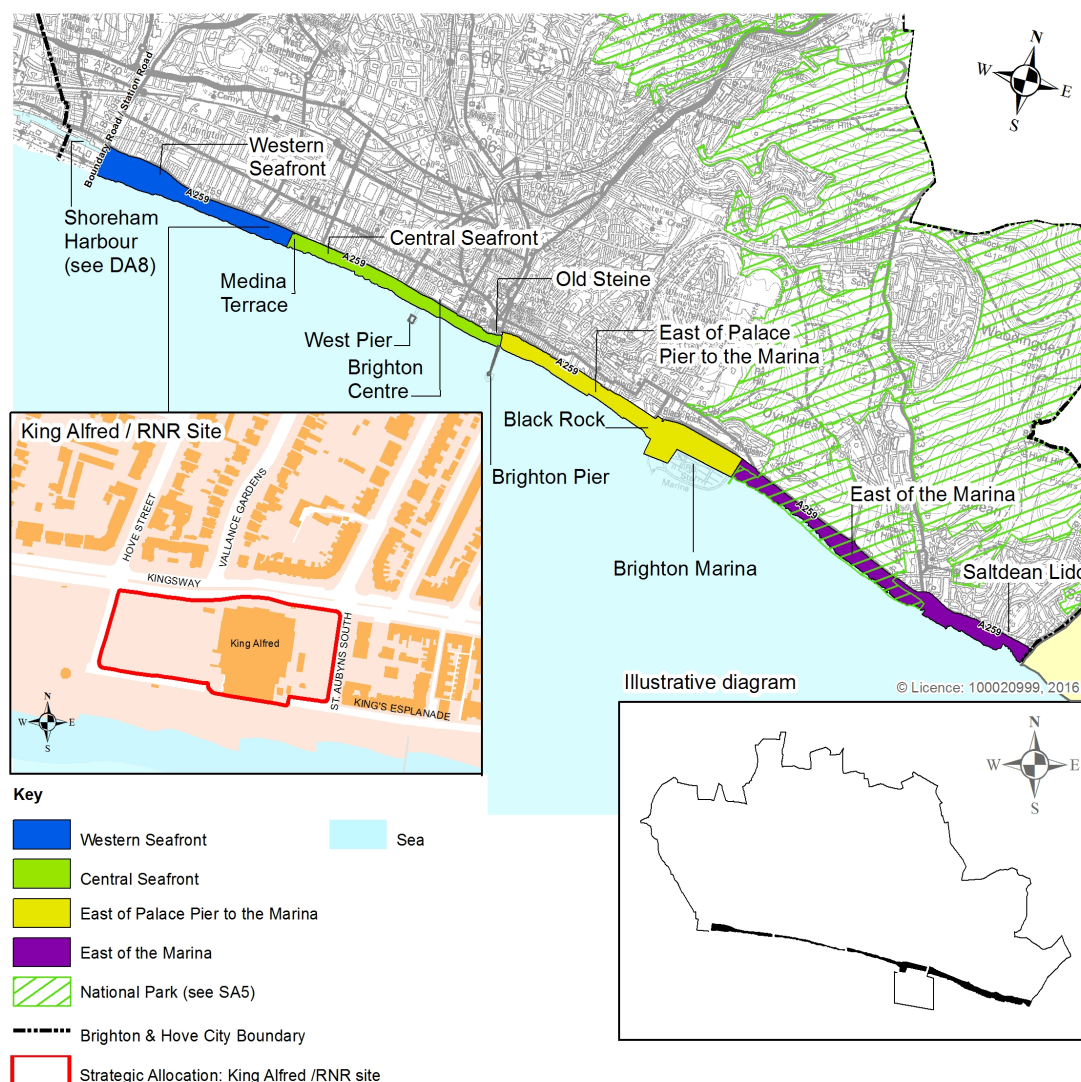 N
W
E
S
Boundary Road / Station Road
Western
Seafront
A259
Shoreham
Harbour
(see DA8)
Central Seafront
A259
Medina
Terrace
Old Steine
West Pier
Brighton
Centre
East of Palace
Pier to the Marina
A259
Black Rock
Brighton Pier
East of the Marina
A259
Brighton Marina
Saltdean Lido
A259
Illustrative diagram
© Licence: 100020999, 2016
King Alfred / RNR Site
HOVE STREET
VALLANCE GARDENS
KINGSWAY
King Alfred
ST. AUBYNS SOUTH
KING'S ESPLANADE
N
W
E
S
N
W
E
S
Key
Western Seafront
Sea
Central Seafront
East of Palace Pier to the Marina
East of the Marina
National Park (see SA5)
Brighton & Hove City Boundary
Strategic Allocation: King Alfred /RNR site